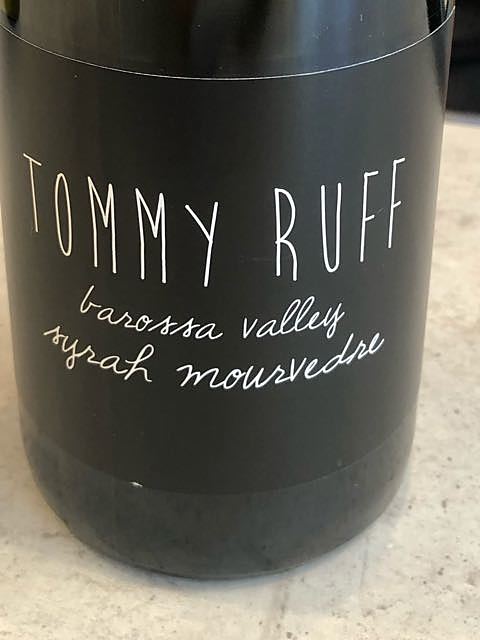 TOMMY RUFF
barossa valley
syrah mourvedre